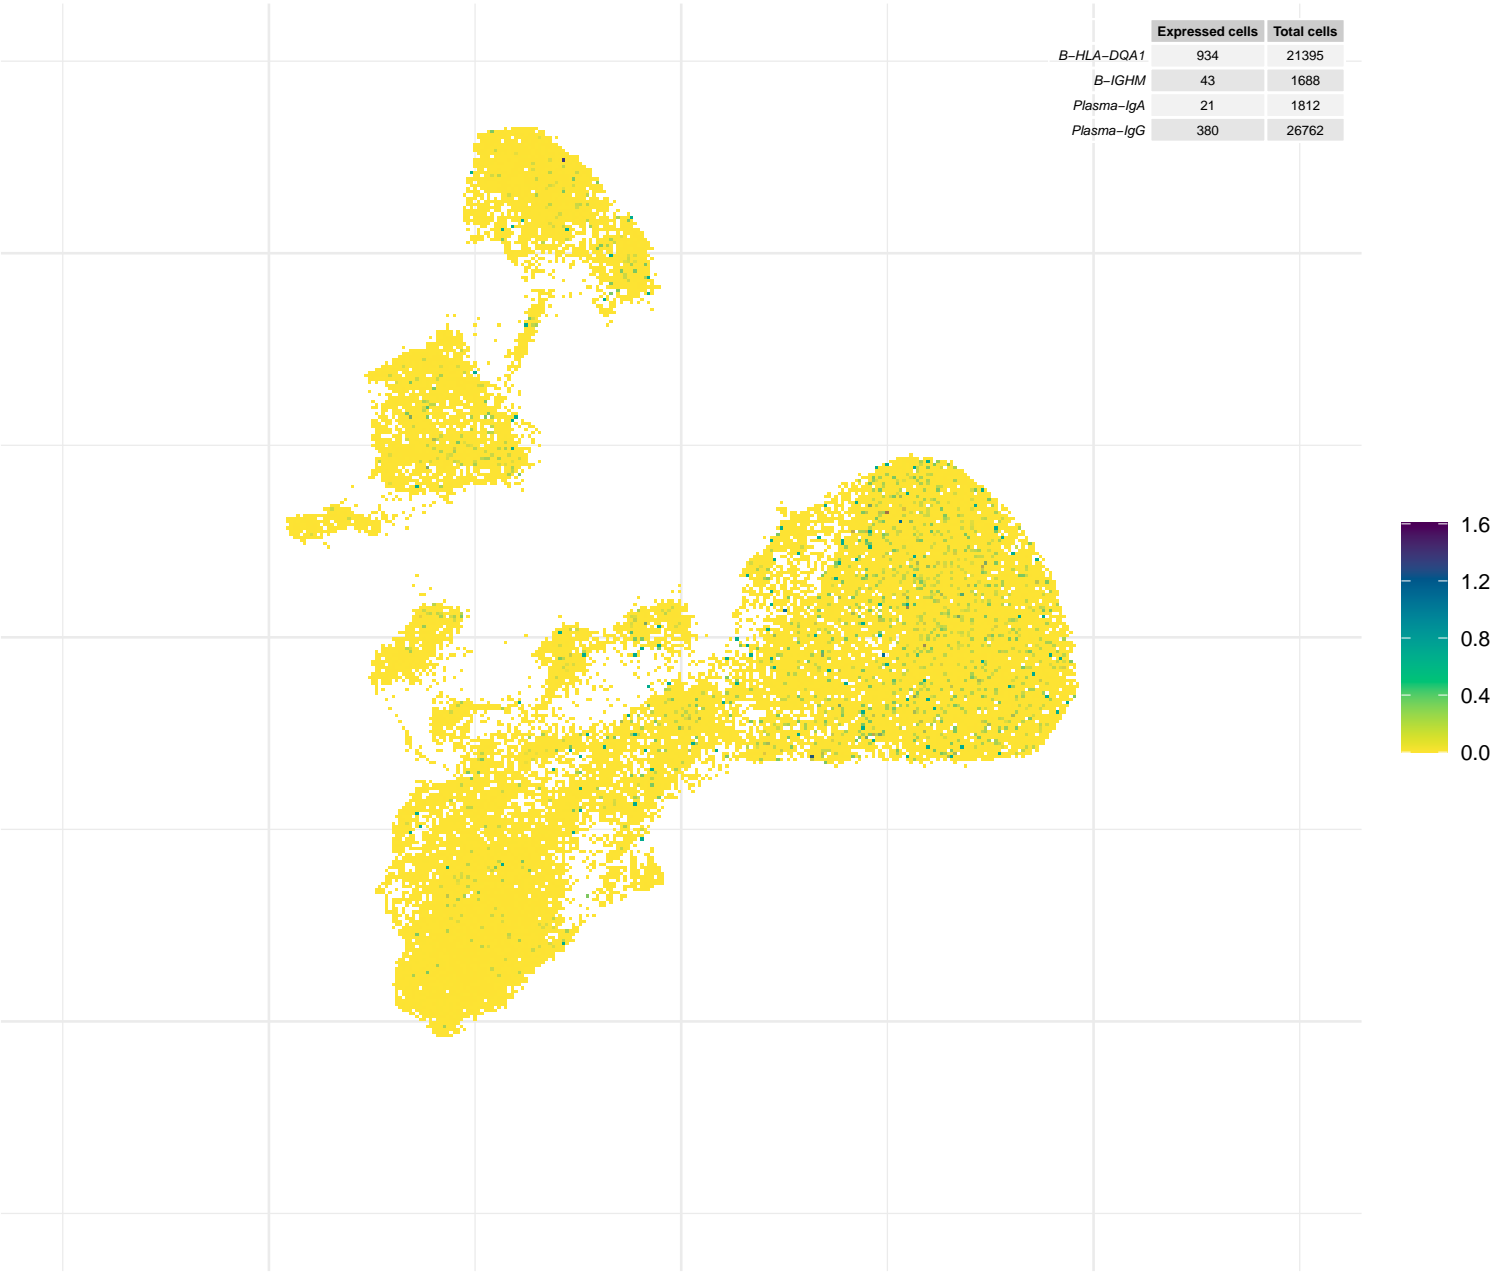 Expressed cells Total cells
B−HLA−DQA1 934 21395
B−IGHM 43 1688
Plasma−IgA 21 1812
Plasma−IgG 380 26762
1.6
1.2
0.8
0.4
0.0